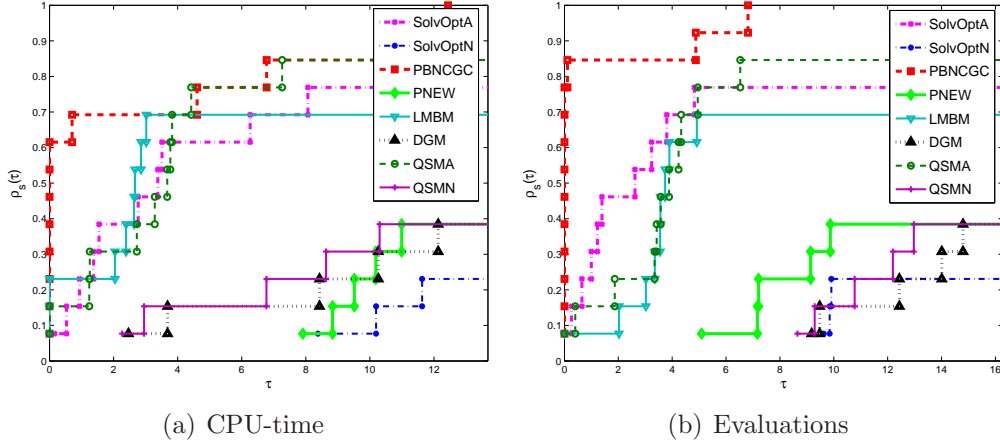 1
0.9
0.8
0.7
0.6
0.5
0.4
0.3
0.2
0.1
0
ρs(τ)
0 2 4 6 8 10 12
τ
SolvOptA
SolvOptN
PBNCGC
PNEW
LMBM
DGM
QSMA
QSMN
(a) CPU-time
1
0.9
0.8
0.7
0.6
0.5
0.4
0.3
0.2
0.1
0
ρs(τ)
0 2 4 6 8 10 12 14 16
τ
SolvOptA
SolvOptN
PBNCGC
PNEW
LMBM
DGM
QSMA
QSMN
(b) Evaluations